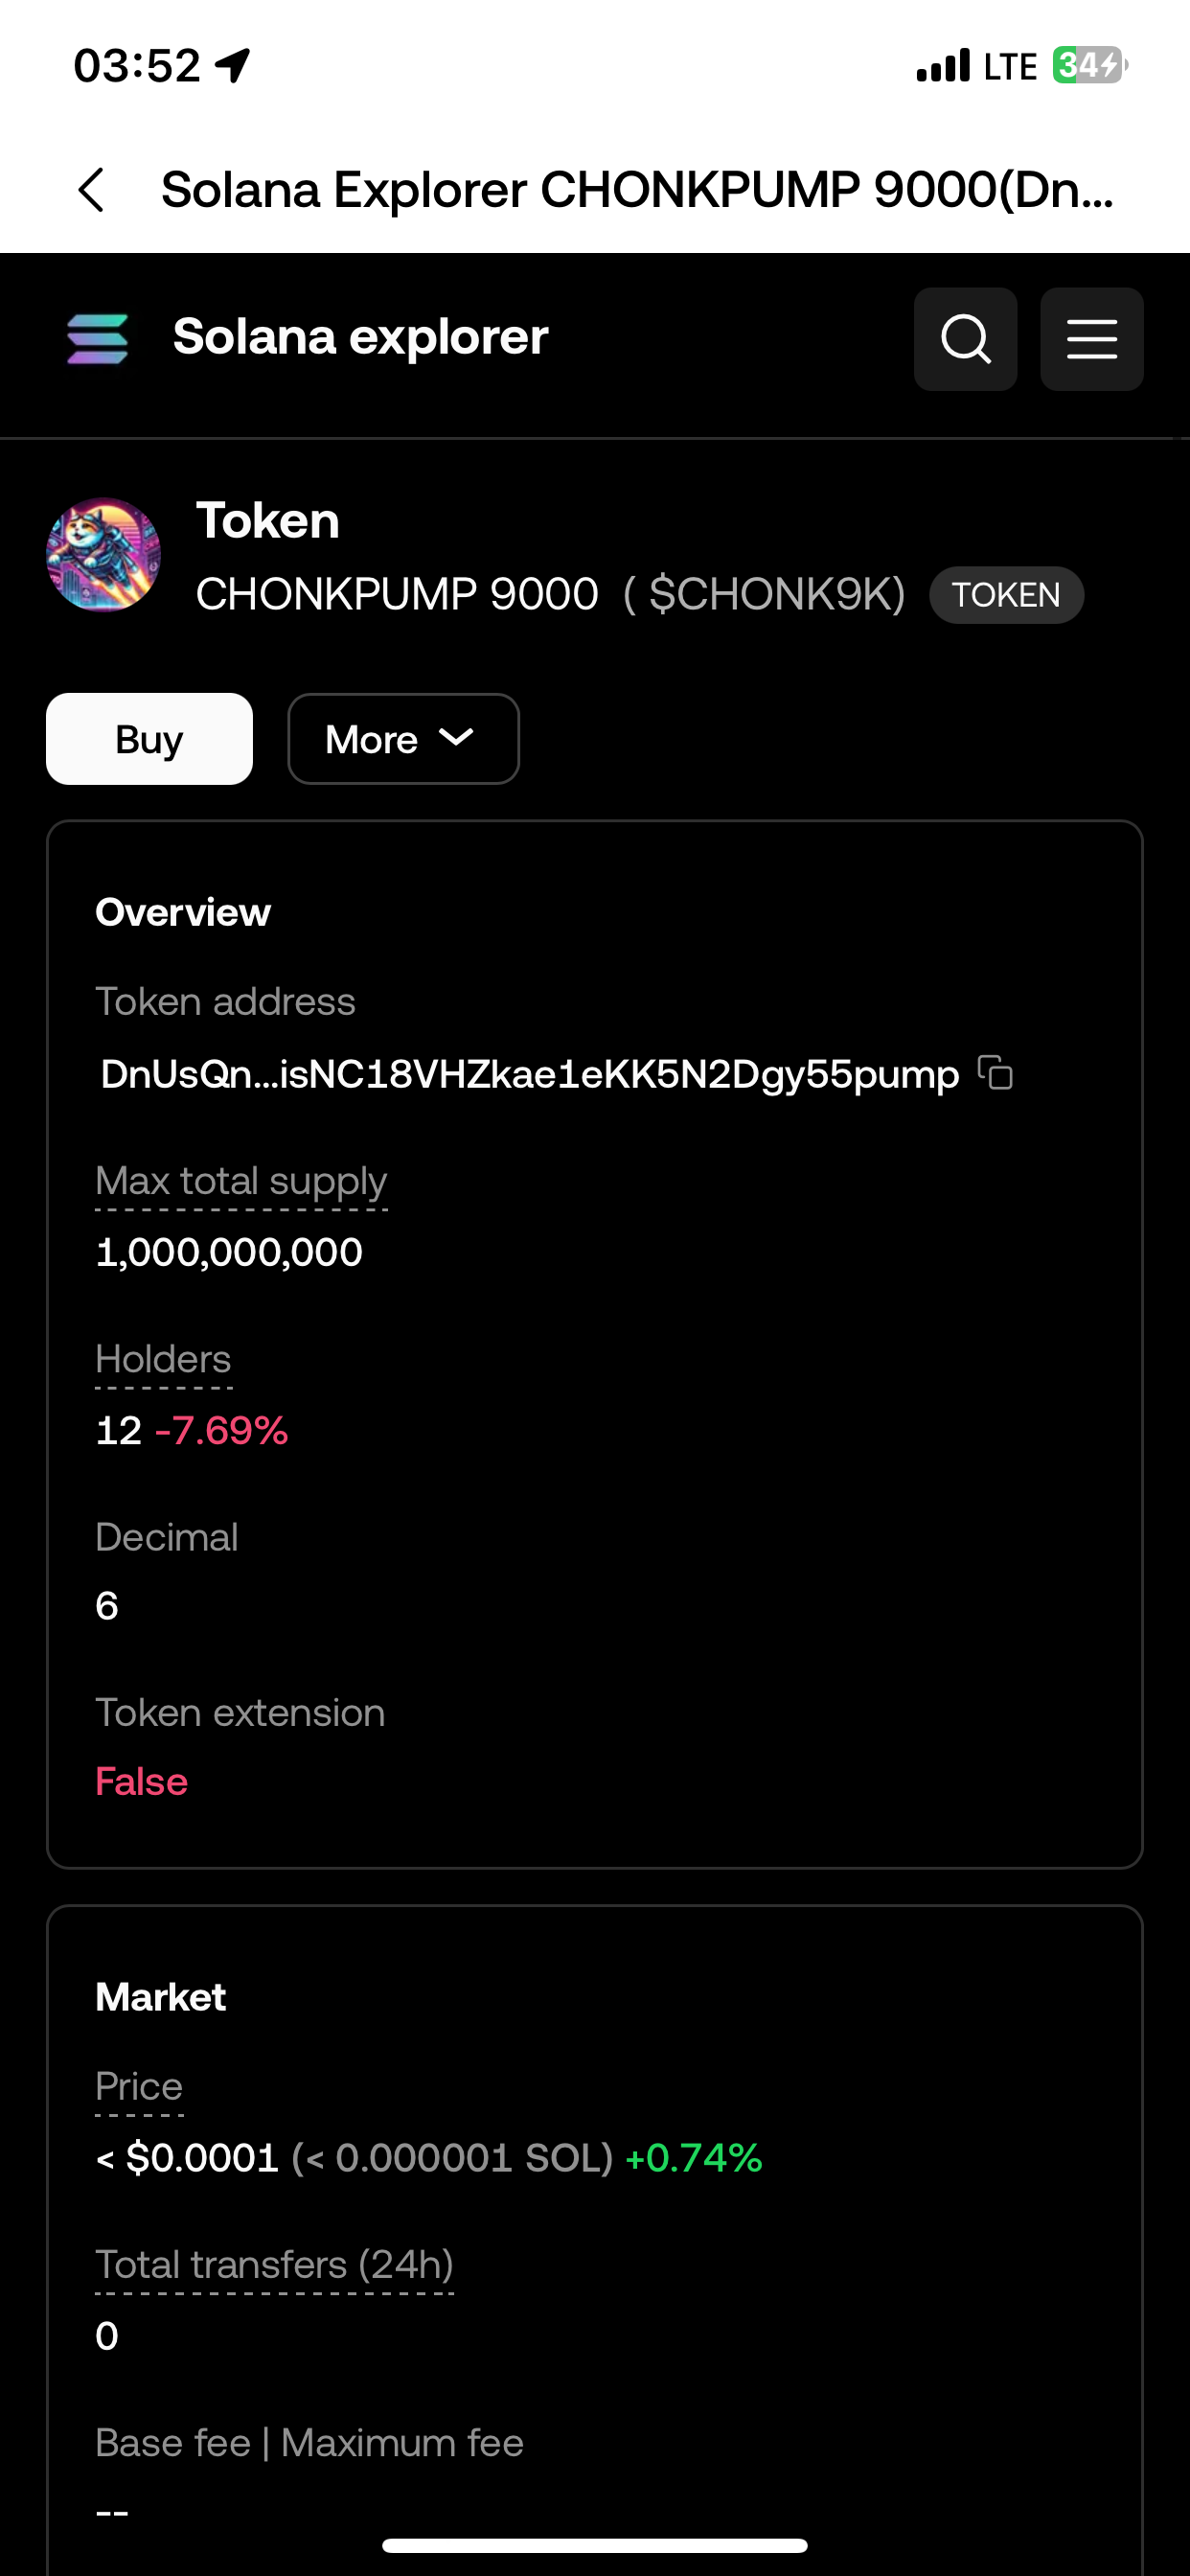 03:52
LTE 34
Solana Explorer CHONKPUMP 9000(Dn...
Solana explorer
Token
CHONKPUMP 9000 ( $CHONK9K) TOKEN
Buy More
Overview
Token address
DnUsQn...isNC18VHZkae1eKK5N2Dgy55pump
Max total supply
1,000,000,000
Holders
12 -7.69%
Decimal
6
Token extension
False
Market
Price
< $0.0001 (< 0.000001 SOL) +0.74%
Total transfers (24h)
0
Base fee | Maximum fee
--